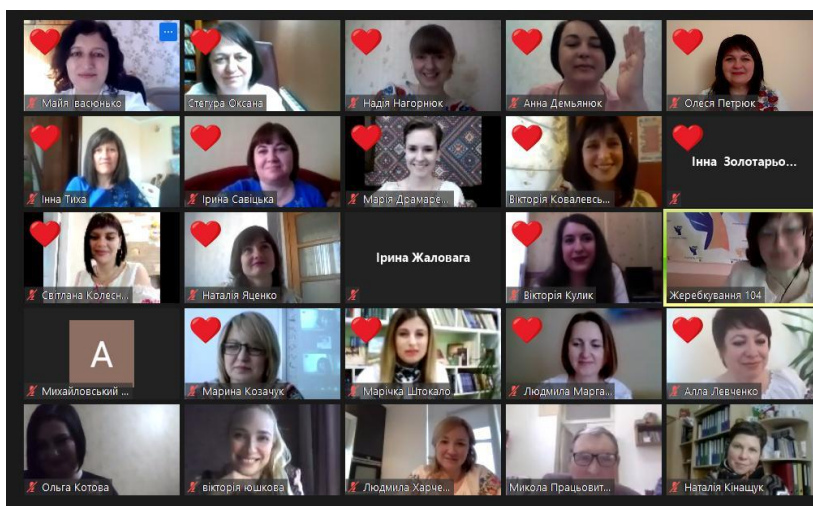 Майя Івасюнько
Стегура Оксана
Надія Нагорнюк
Анна Демьянюк
Олеся Петрюк
Інна Тиха
Ірина Савіцька
Марія Драмаре...
Вікторія Ковалевсь...
Інна Золотарьо...
Світлана Колесн...
Наталія Яценко
Ірина Жаловага
Вікторія Кулик
Жеребкування 104
А
Михайловський ...
Марина Козачук
Марічка Штокало
Людмила Марга...
Алла Левченко
Ольга Котова
вікторія юшкова
Людмила Харче...
Микола Працьовит...
Наталія Кінащук